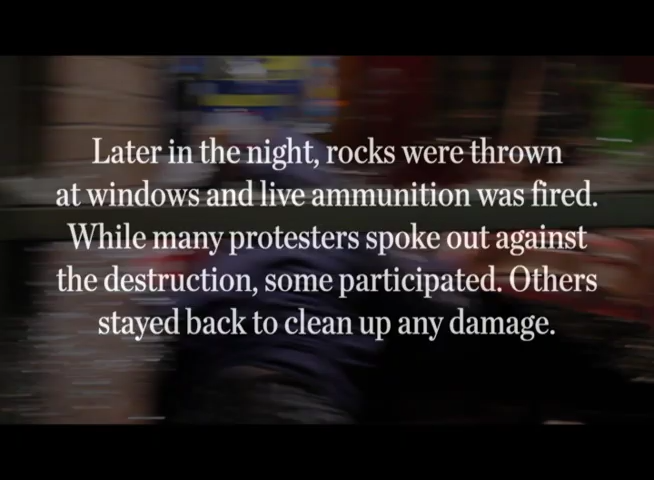 Later in the night, rocks were thrown
at windows and live ammunition was fired.
While many protesters spoke out against
the destruction, some participated. Others
stayed back to clean up any damage.